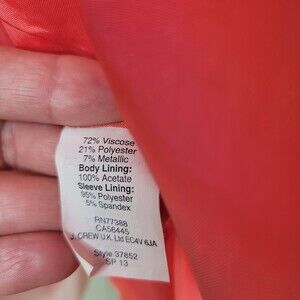 72% Viscose
21% Polyester
7% Metallic
Body Lining:
100% Acetate
Sleeve Lining:
95% Polyester
5% Spandex
RN77388
CA56445
J. CREW U.K. Ltd EC4V 6JA
Style 37852
SP 13